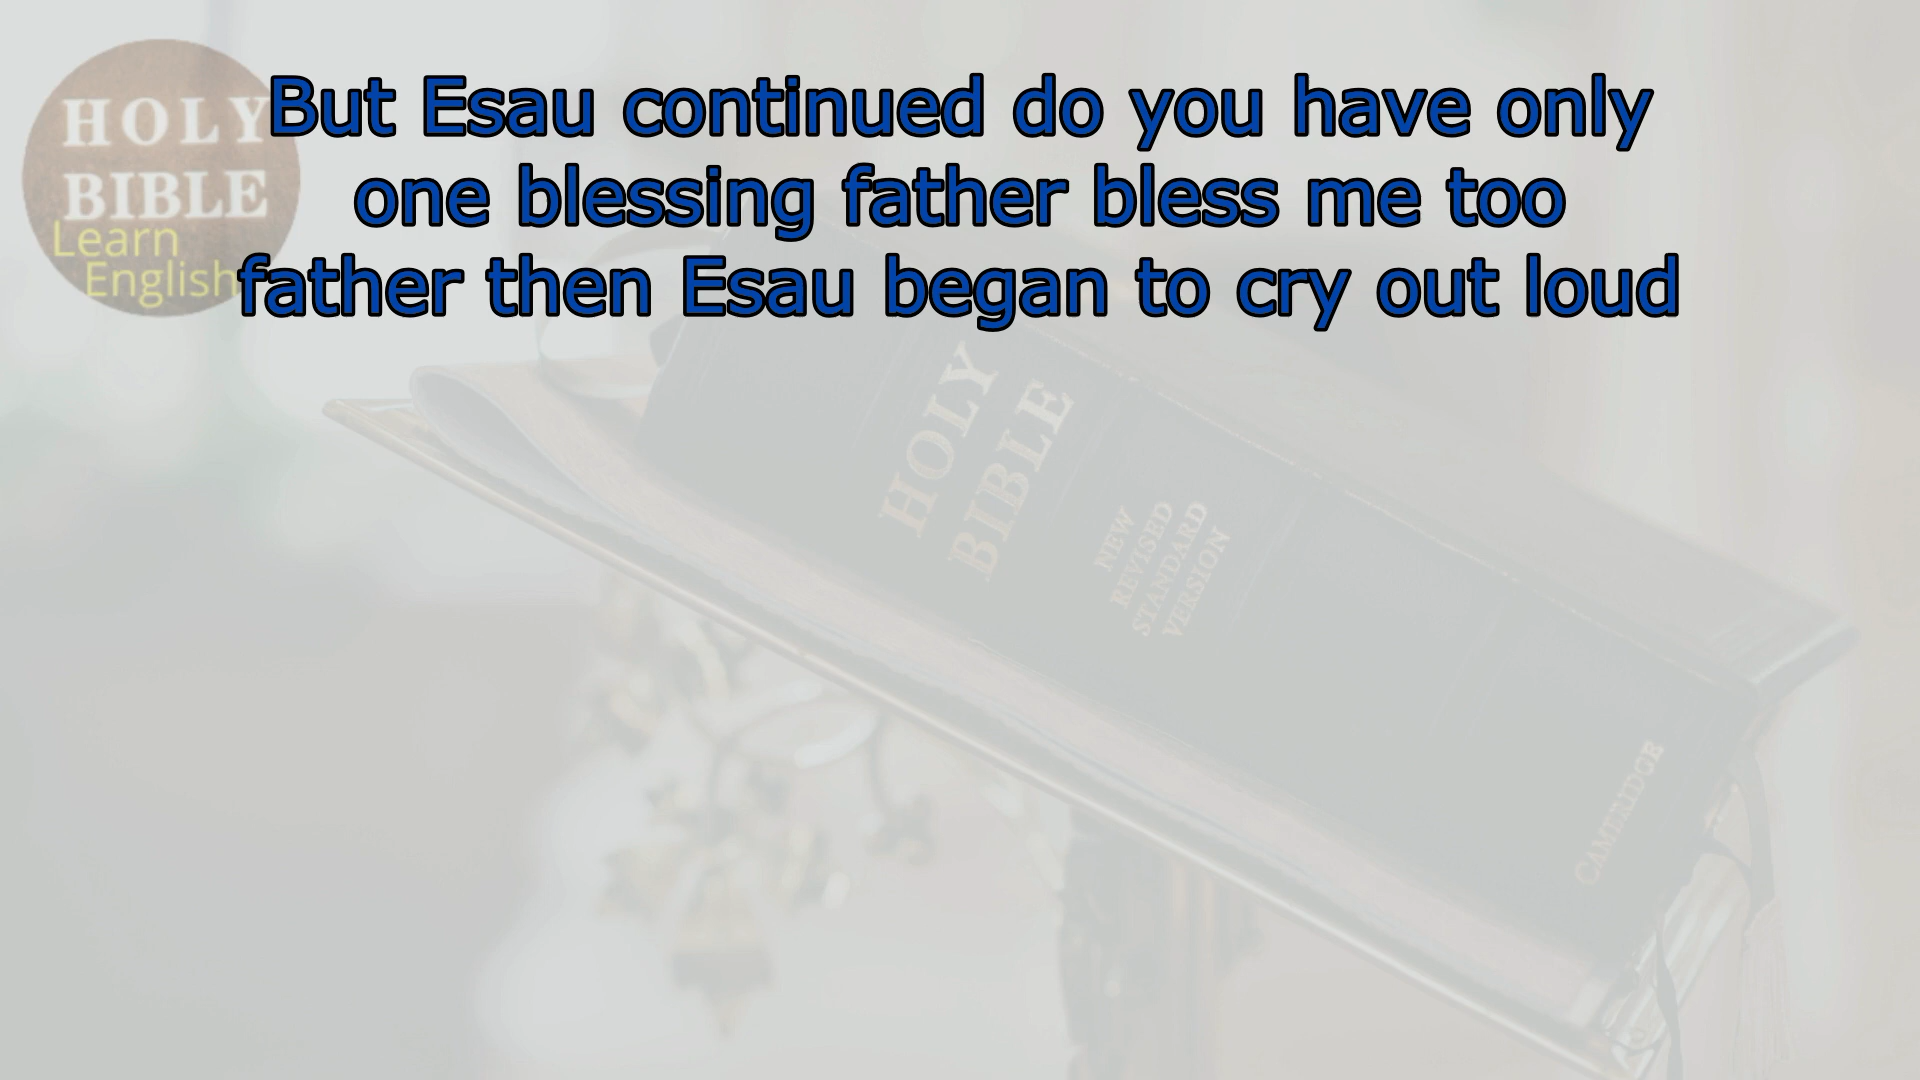 HOLY
BIBLE
Learn
English
But Esau continued do you have only
one blessing father bless me too
father then Esau began to cry out loud
HOLY
BIBLE
NEW
REVISED
STANDARD
VERSION
CAMBRIDGE